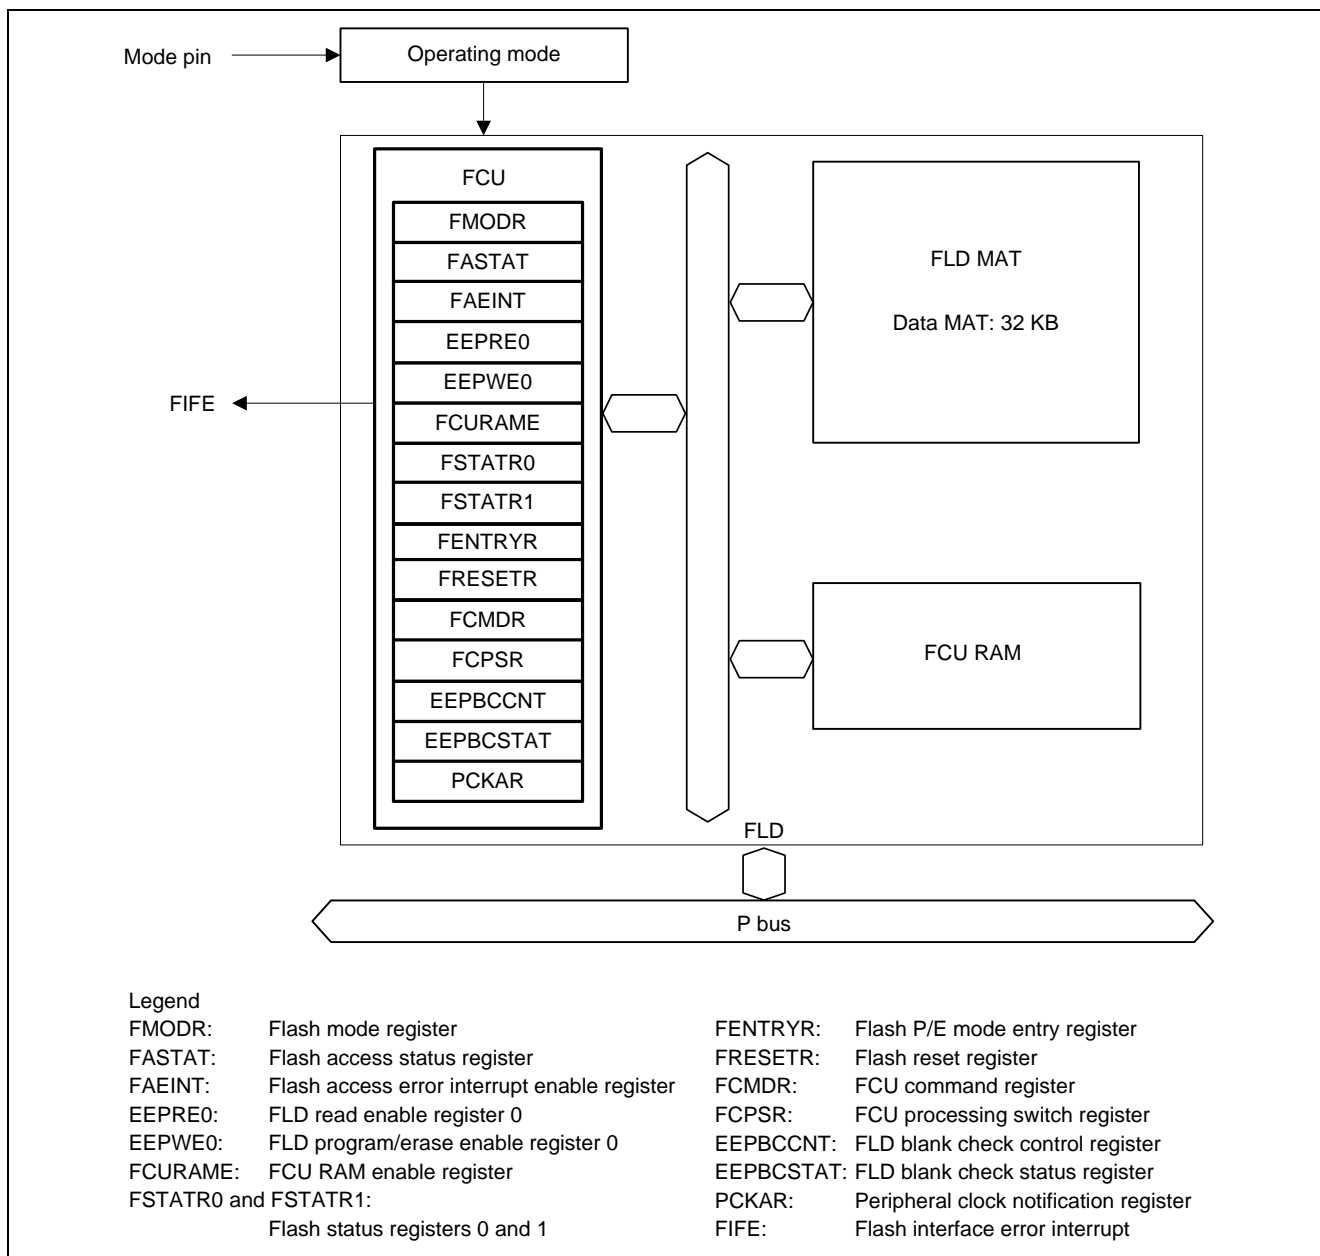 Mode pin
Operating mode
FCU
FMODR
FASTAT
FAEINT
EEPRE0
EEPWE0
FCURAME
FSTATR0
FSTATR1
FENTRYR
FRESETR
FCMDR
FCPSR
EEPBCCNT
EEPBCSTAT
PCKAR
FIFE
FLD MAT
Data MAT: 32 KB
FCU RAM
FLD
P bus
Legend
FMODR: Flash mode register
FASTAT: Flash access status register
FAEINT: Flash access error interrupt enable register
EEPRE0: FLD read enable register 0
EEPWE0: FLD program/erase enable register 0
FCURAME: FCU RAM enable register
FSTATR0 and FSTATR1:
Flash status registers 0 and 1
FENTRYR: Flash P/E mode entry register
FRESETR: Flash reset register
FCMDR: FCU command register
FCPSR: FCU processing switch register
EEPBCCNT: FLD blank check control register
EEPBCSTAT: FLD blank check status register
PCKAR: Peripheral clock notification register
FIFE: Flash interface error interrupt